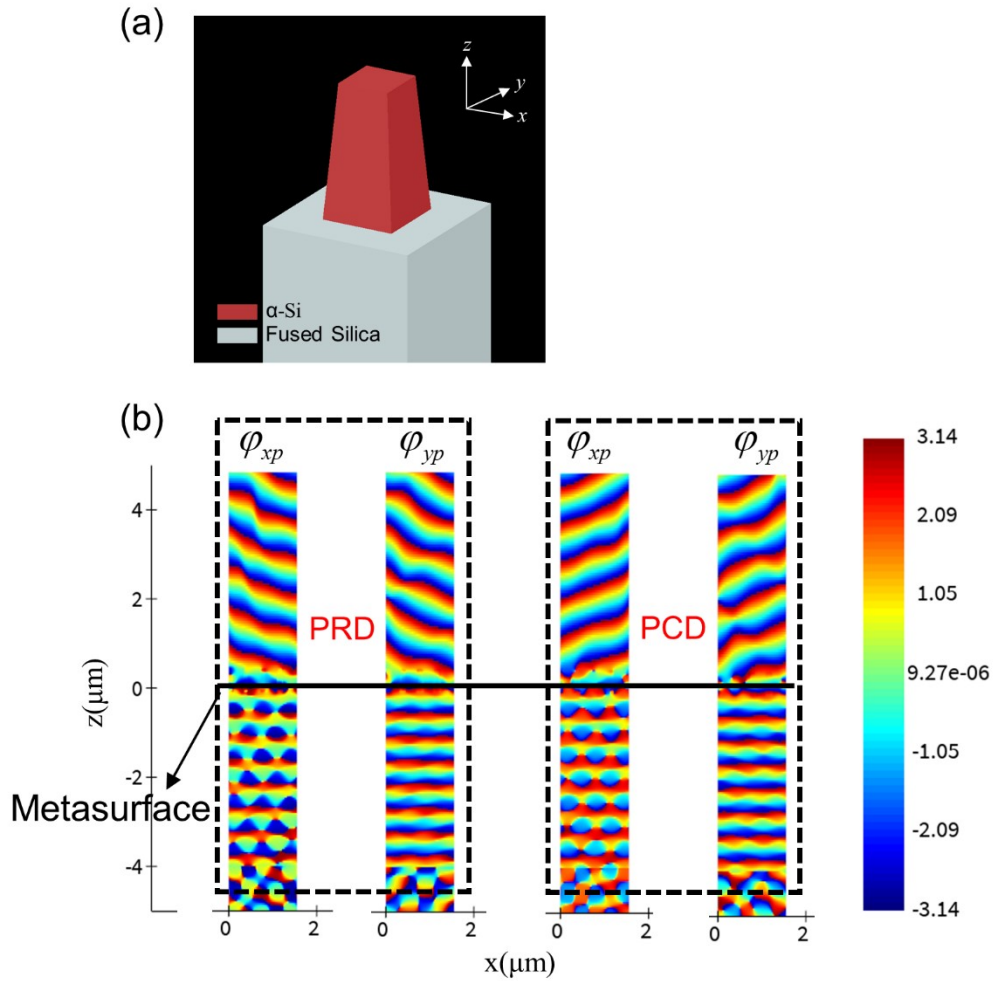 (a)
z
y
x
α-Si
Fused Silica
(b)
φxp φyp φxp φyp
3.14
2.09
1.05
9.27e-06
-1.05
-2.09
-3.14
4
2
0
-2
-4
z(μm)
PRD PCD
Metasurface
0 2 0 2 0 2 0 2
x(μm)